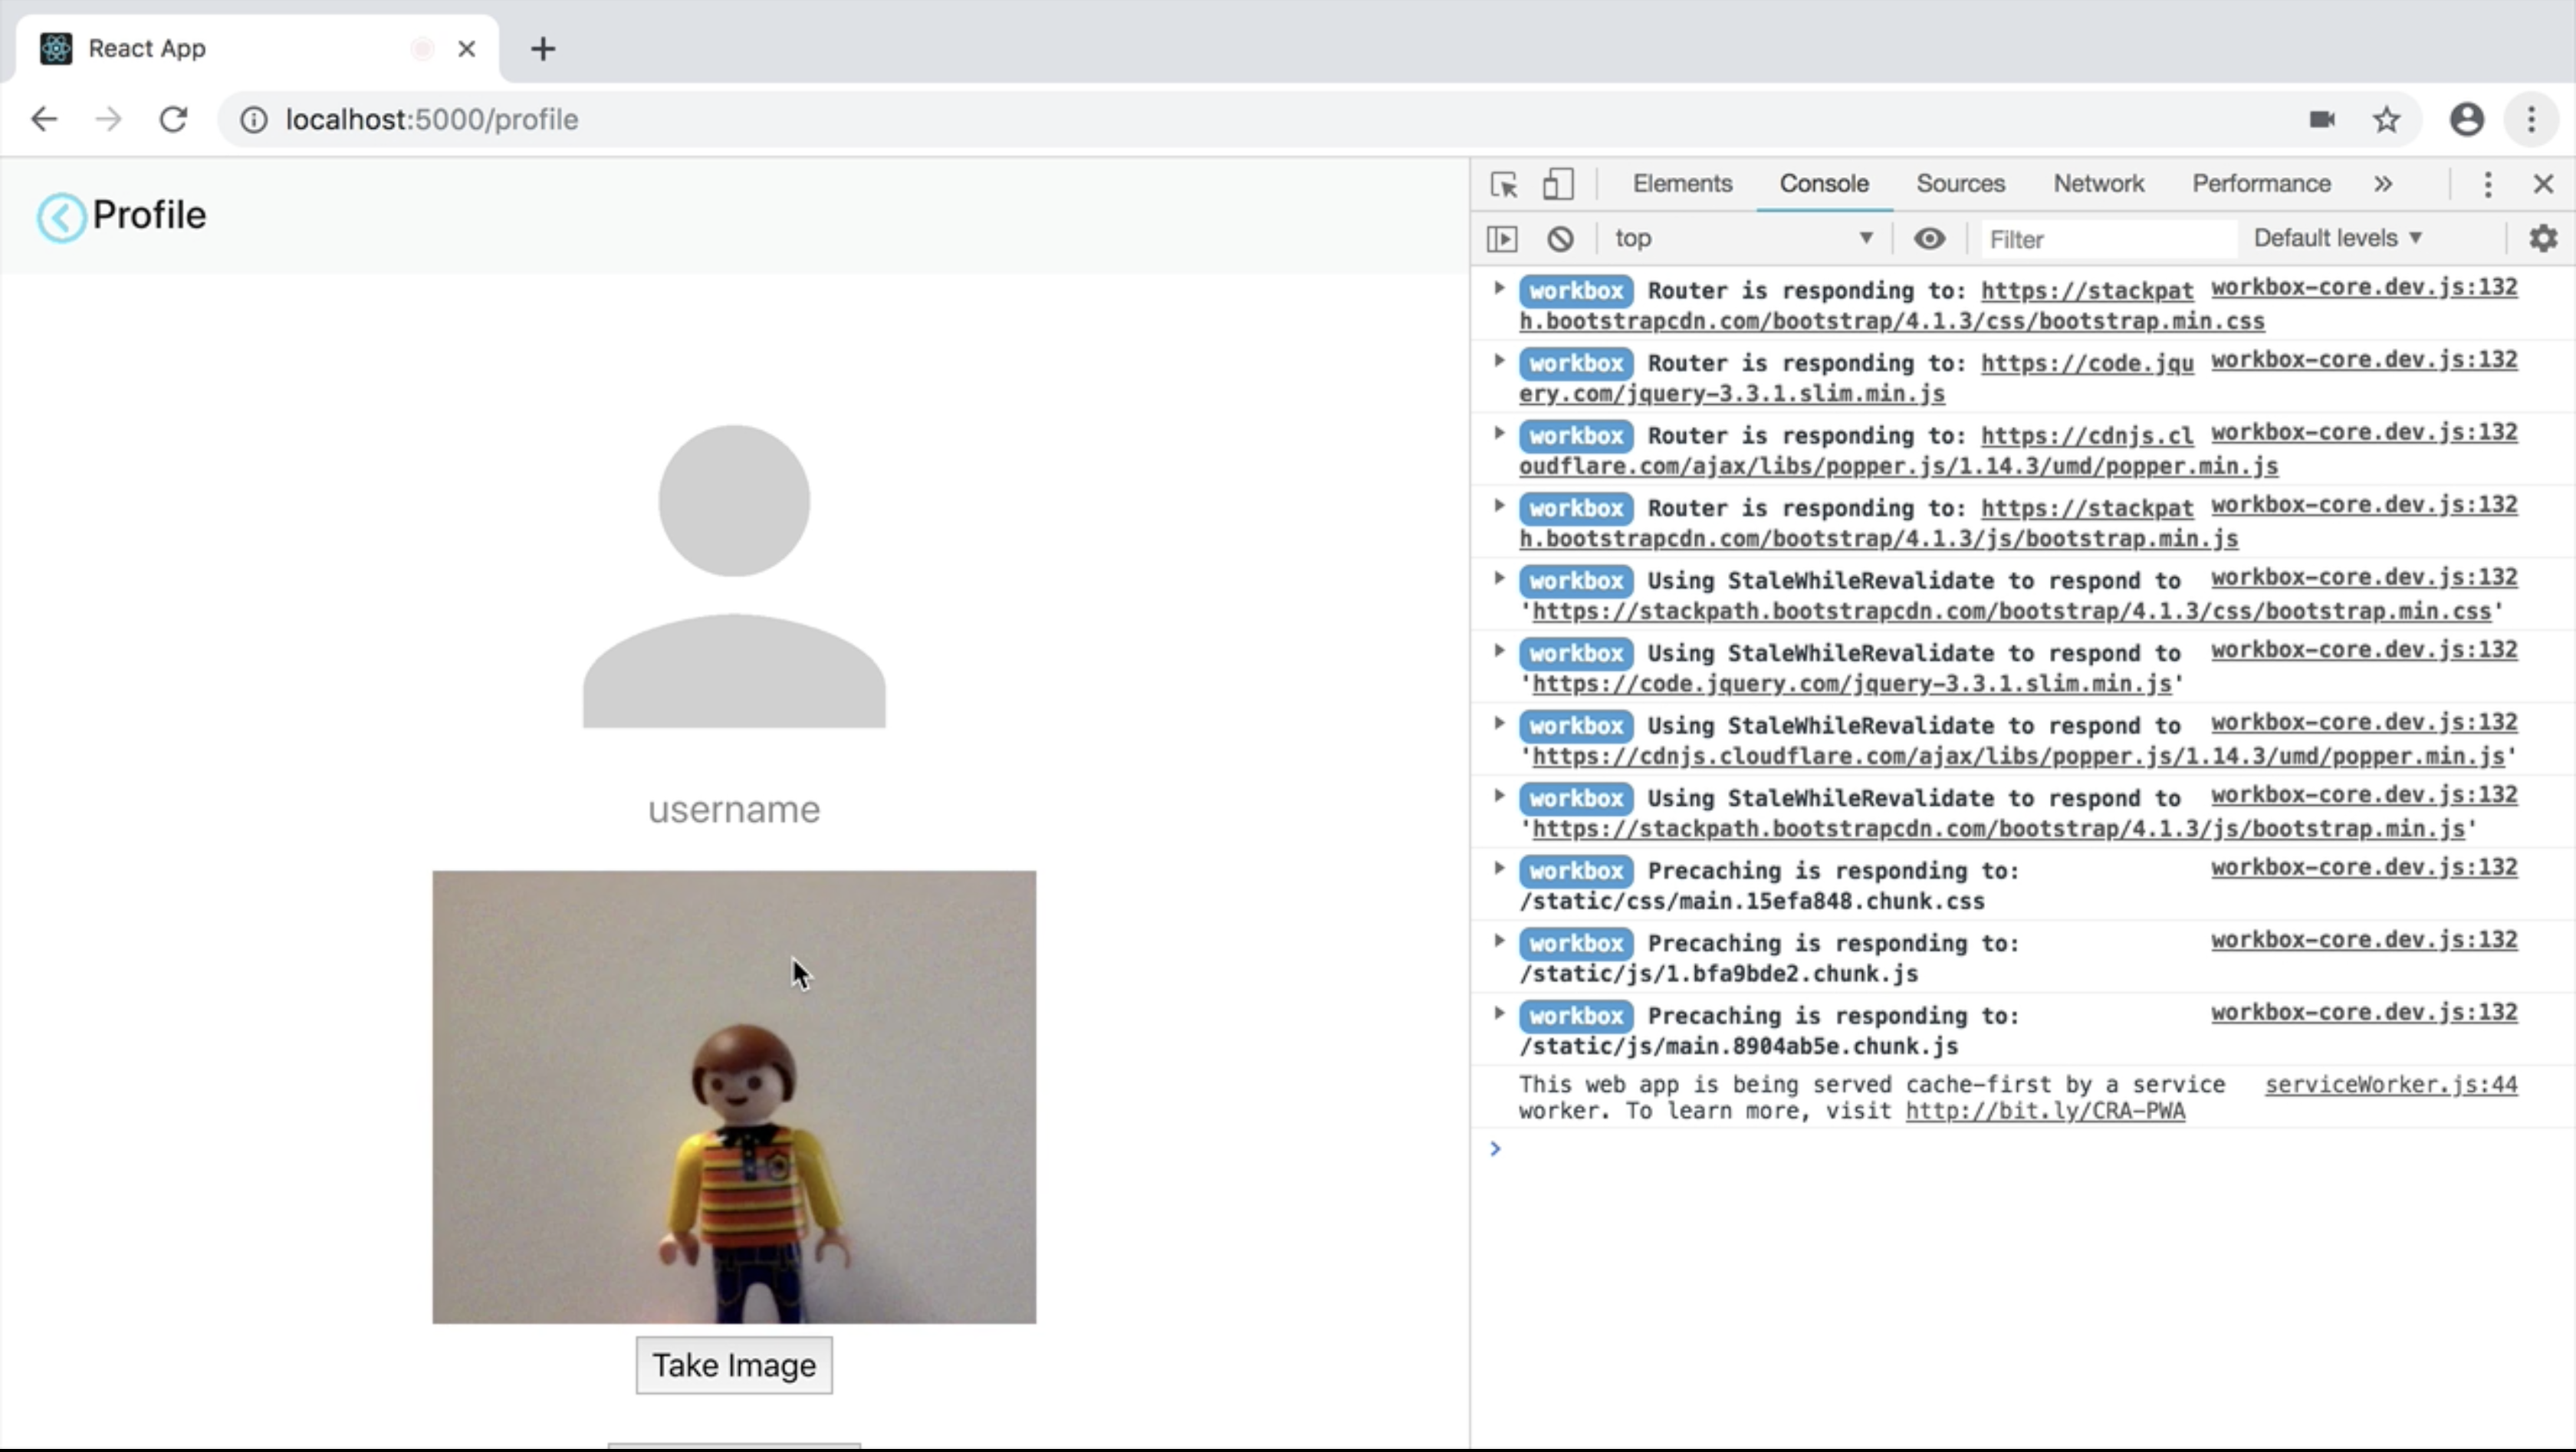 React App
localhost:5000/profile
Profile
username
Take Image
Elements Console Sources Network Performance »
top Filter Default levels
workbox Router is responding to: https://stackpat workbox-core.dev.js:132
h.bootstrapcdn.com/bootstrap/4.1.3/css/bootstrap.min.css
workbox Router is responding to: https://code.jqu workbox-core.dev.js:132
ery.com/jquery-3.3.1.slim.min.js
workbox Router is responding to: https://cdnjs.cl workbox-core.dev.js:132
oudflare.com/ajax/libs/popper.js/1.14.3/umd/popper.min.js
workbox Router is responding to: https://stackpat workbox-core.dev.js:132
h.bootstrapcdn.com/bootstrap/4.1.3/js/bootstrap.min.js
workbox Using StaleWhileRevalidate to respond to workbox-core.dev.js:132
'https://stackpath.bootstrapcdn.com/bootstrap/4.1.3/css/bootstrap.min.css'
workbox Using StaleWhileRevalidate to respond to workbox-core.dev.js:132
'https://code.jquery.com/jquery-3.3.1.slim.min.js'
workbox Using StaleWhileRevalidate to respond to workbox-core.dev.js:132
'https://cdnjs.cloudflare.com/ajax/libs/popper.js/1.14.3/umd/popper.min.js'
workbox Using StaleWhileRevalidate to respond to workbox-core.dev.js:132
'https://stackpath.bootstrapcdn.com/bootstrap/4.1.3/js/bootstrap.min.js'
workbox Precaching is responding to: workbox-core.dev.js:132
/static/css/main.15efa848.chunk.css
workbox Precaching is responding to: workbox-core.dev.js:132
/static/js/1.bfa9bde2.chunk.js
workbox Precaching is responding to: workbox-core.dev.js:132
/static/js/main.8904ab5e.chunk.js
This web app is being served cache-first by a service serviceWorker.js:44
worker. To learn more, visit http://bit.ly/CRA-PWA